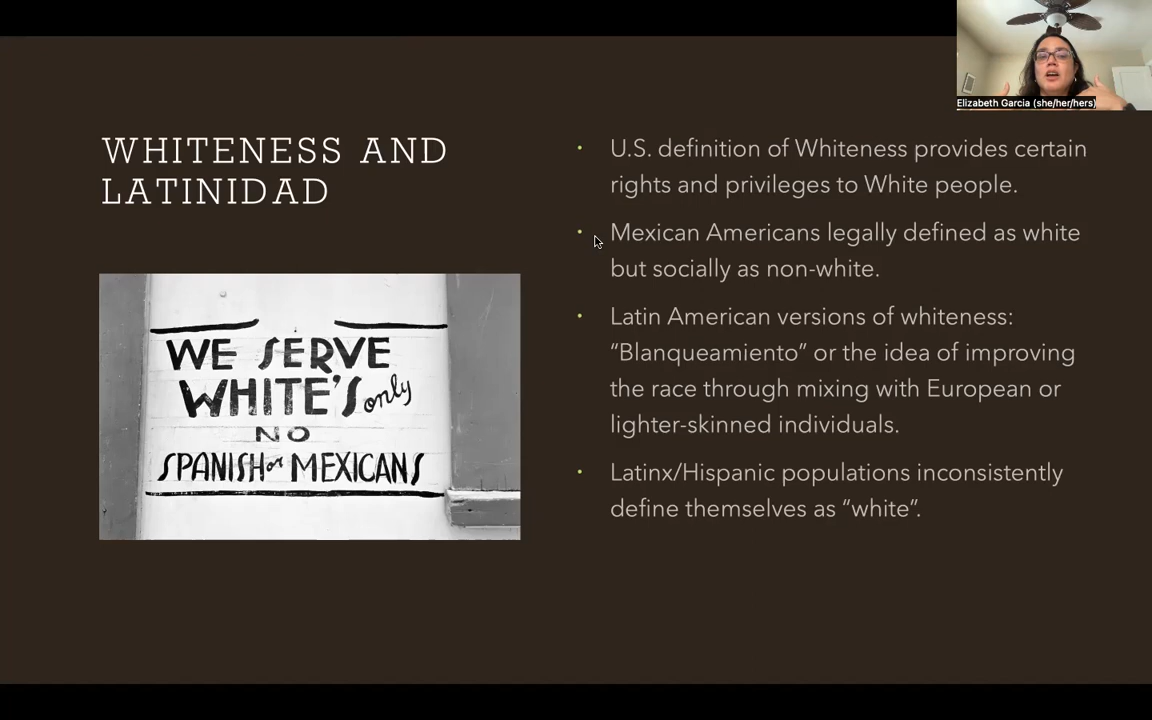 Elizabeth Garcia (she/her/hers)
WHITENESS AND
LATINIDAD
WE SERVE
WHITE'S only
NO
SPANISH or MEXICANS
• U.S. definition of Whiteness provides certain
rights and privileges to White people.
• Mexican Americans legally defined as white
but socially as non-white.
• Latin American versions of whiteness:
“Blanqueamiento” or the idea of improving
the race through mixing with European or
lighter-skinned individuals.
• Latinx/Hispanic populations inconsistently
define themselves as “white”.